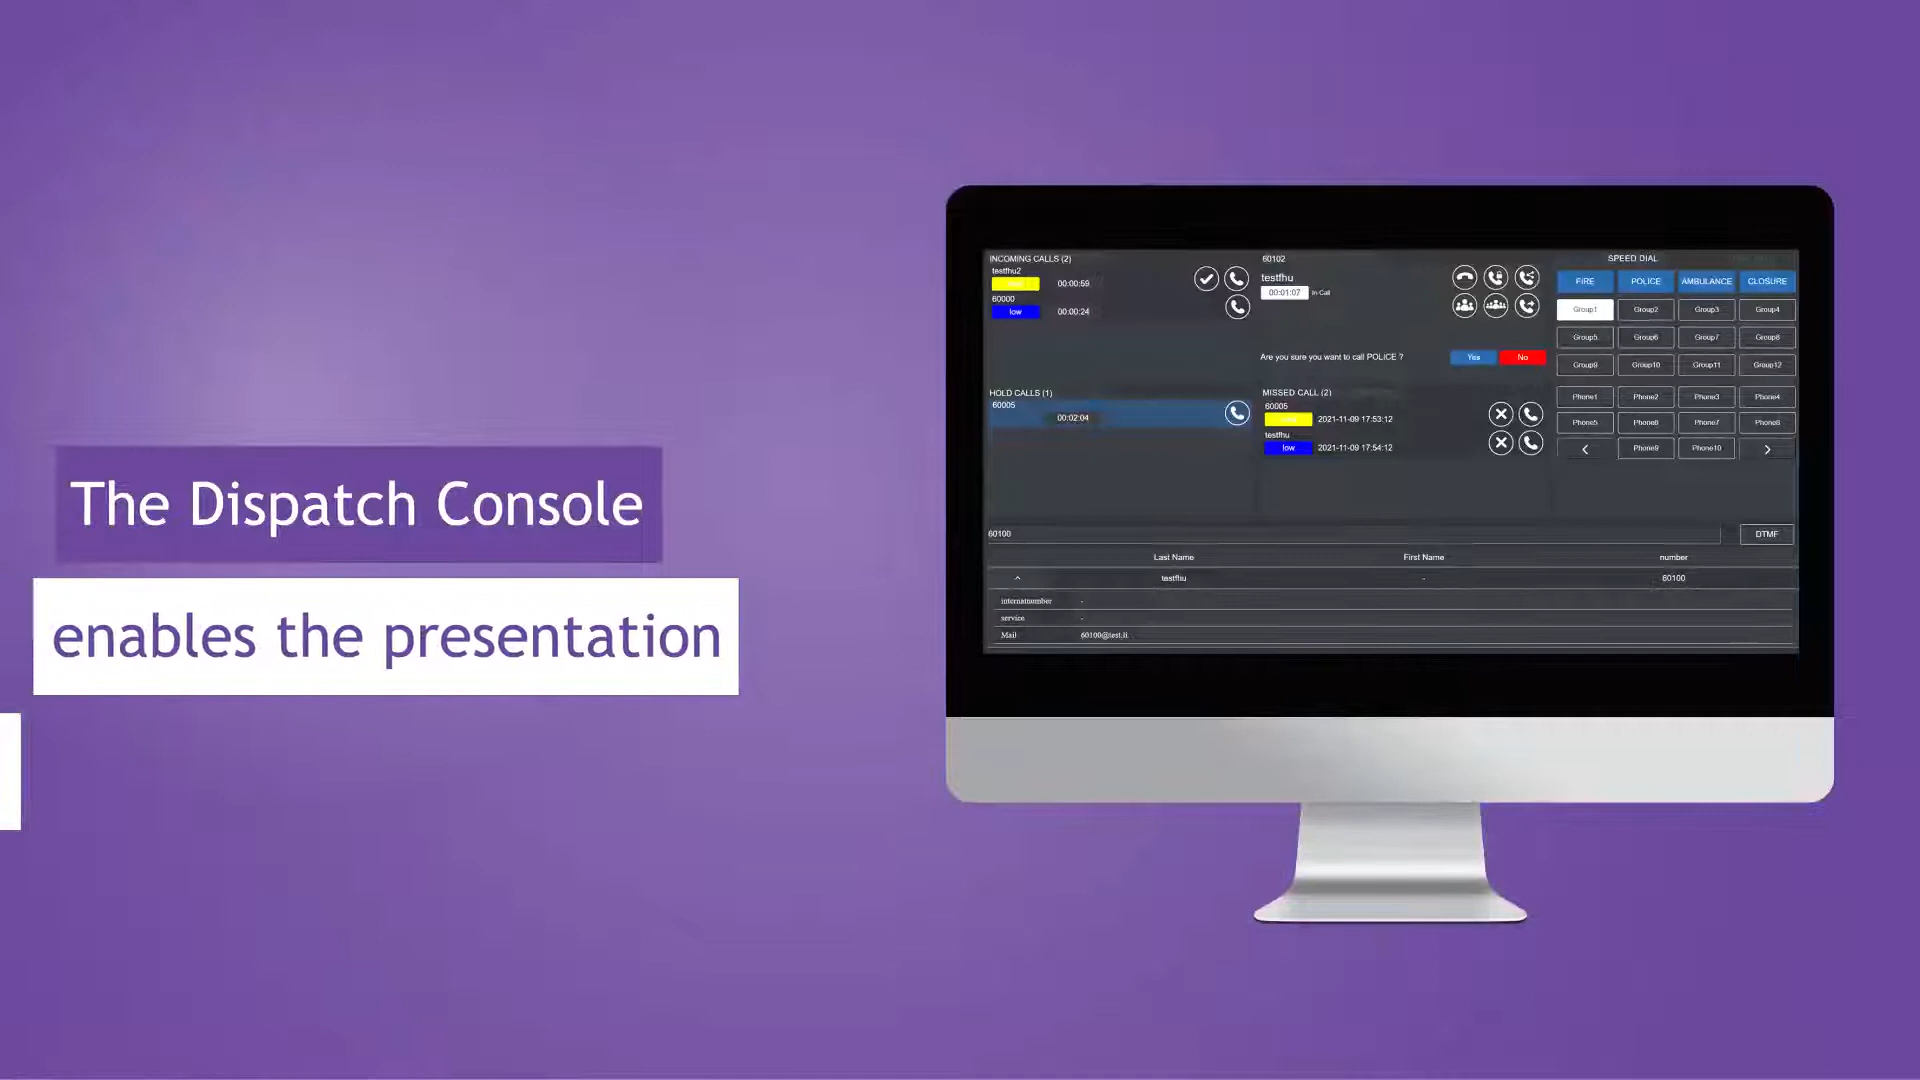 The Dispatch Console
enables the presentation
INCOMING CALLS (2)
testfhu2
00:00:59
60000
low 00:00:24
60102
testfhu
00:01:07 In Call
Are you sure you want to call POLICE ? Yes No
HOLD CALLS (1)
60005
00:02:04
MISSED CALL (2)
60005
2021-11-09 17:53:12
testfhu
low 2021-11-09 17:54:12
SPEED DIAL
FIRE POLICE AMBULANCE CLOSURE
Group1 Group2 Group3 Group4
Group5 Group6 Group7 Group8
Group9 Group10 Group11 Group12
Phone1 Phone2 Phone3 Phone4
Phone5 Phone6 Phone7 Phone8
< Phone9 Phone10 >
60100 DTMF
Last Name First Name number
testfhu - 60100
internalnumber -
service -
Mail 60100@test.li